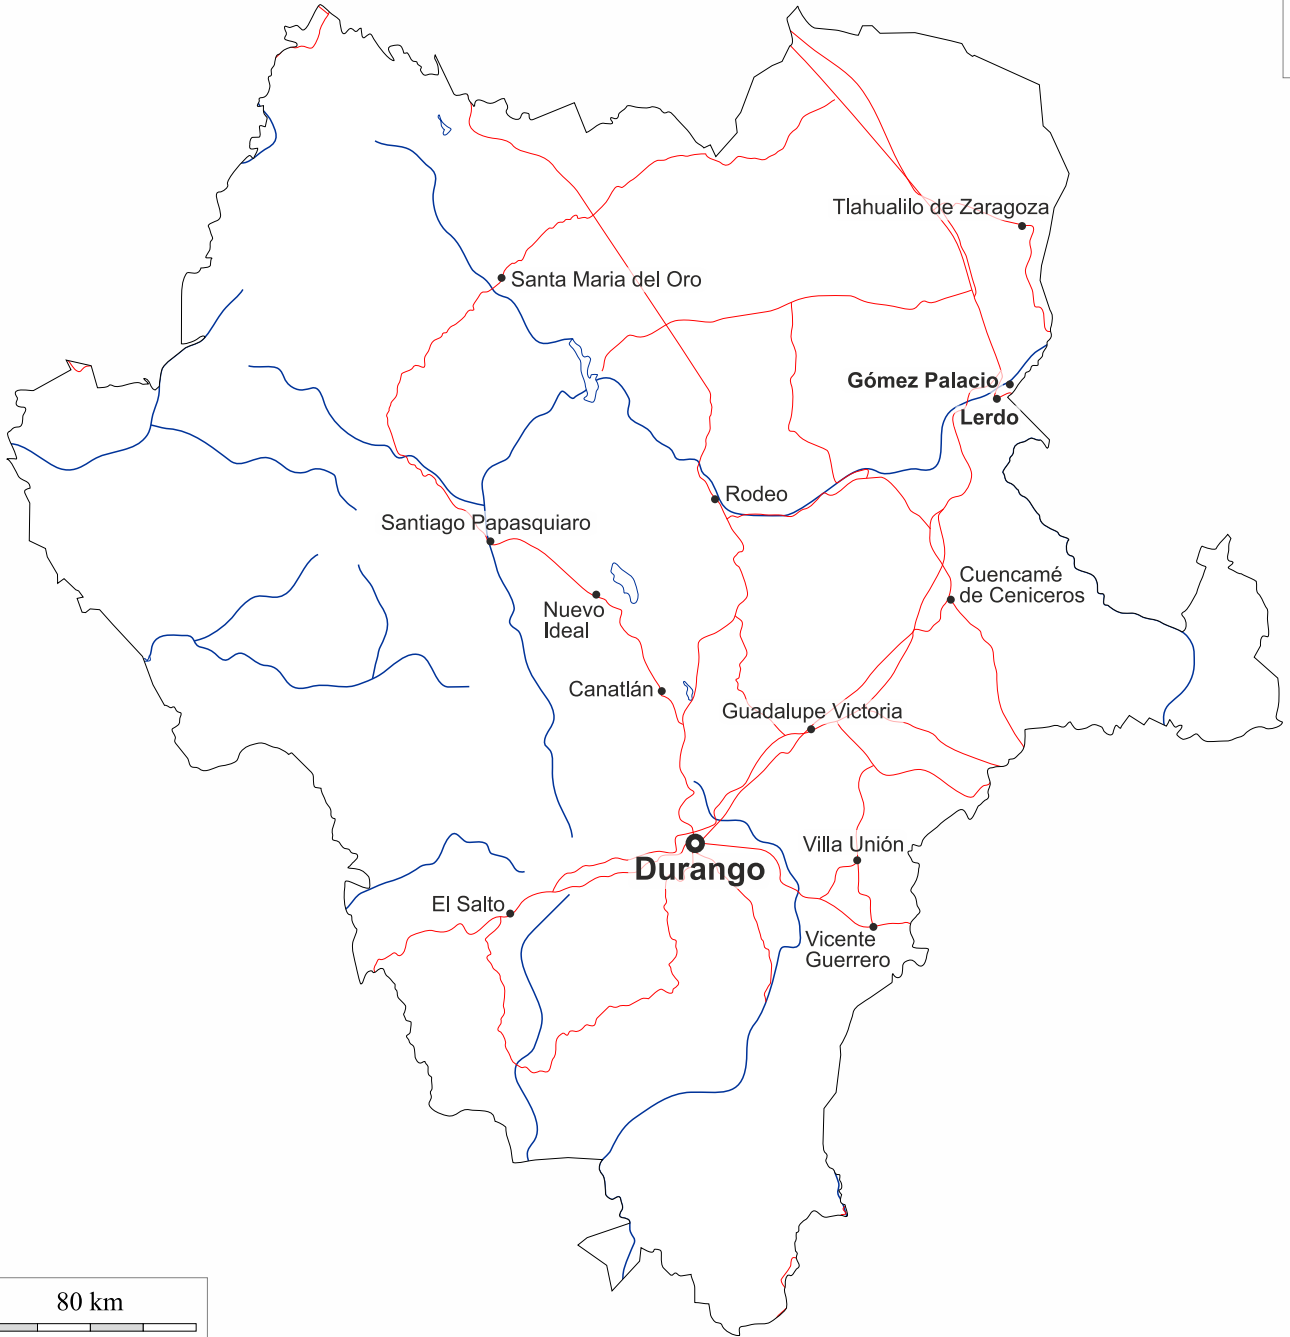 Tlahualilo de Zaragoza
Santa Maria del Oro
Gómez Palacio
Lerdo
Rodeo
Santiago Papasquiaro
Cuencamé
de Ceniceros
Nuevo
Ideal
Canatlán
Guadalupe Victoria
Villa Unión
Durango
El Salto
Vicente
Guerrero
80 km